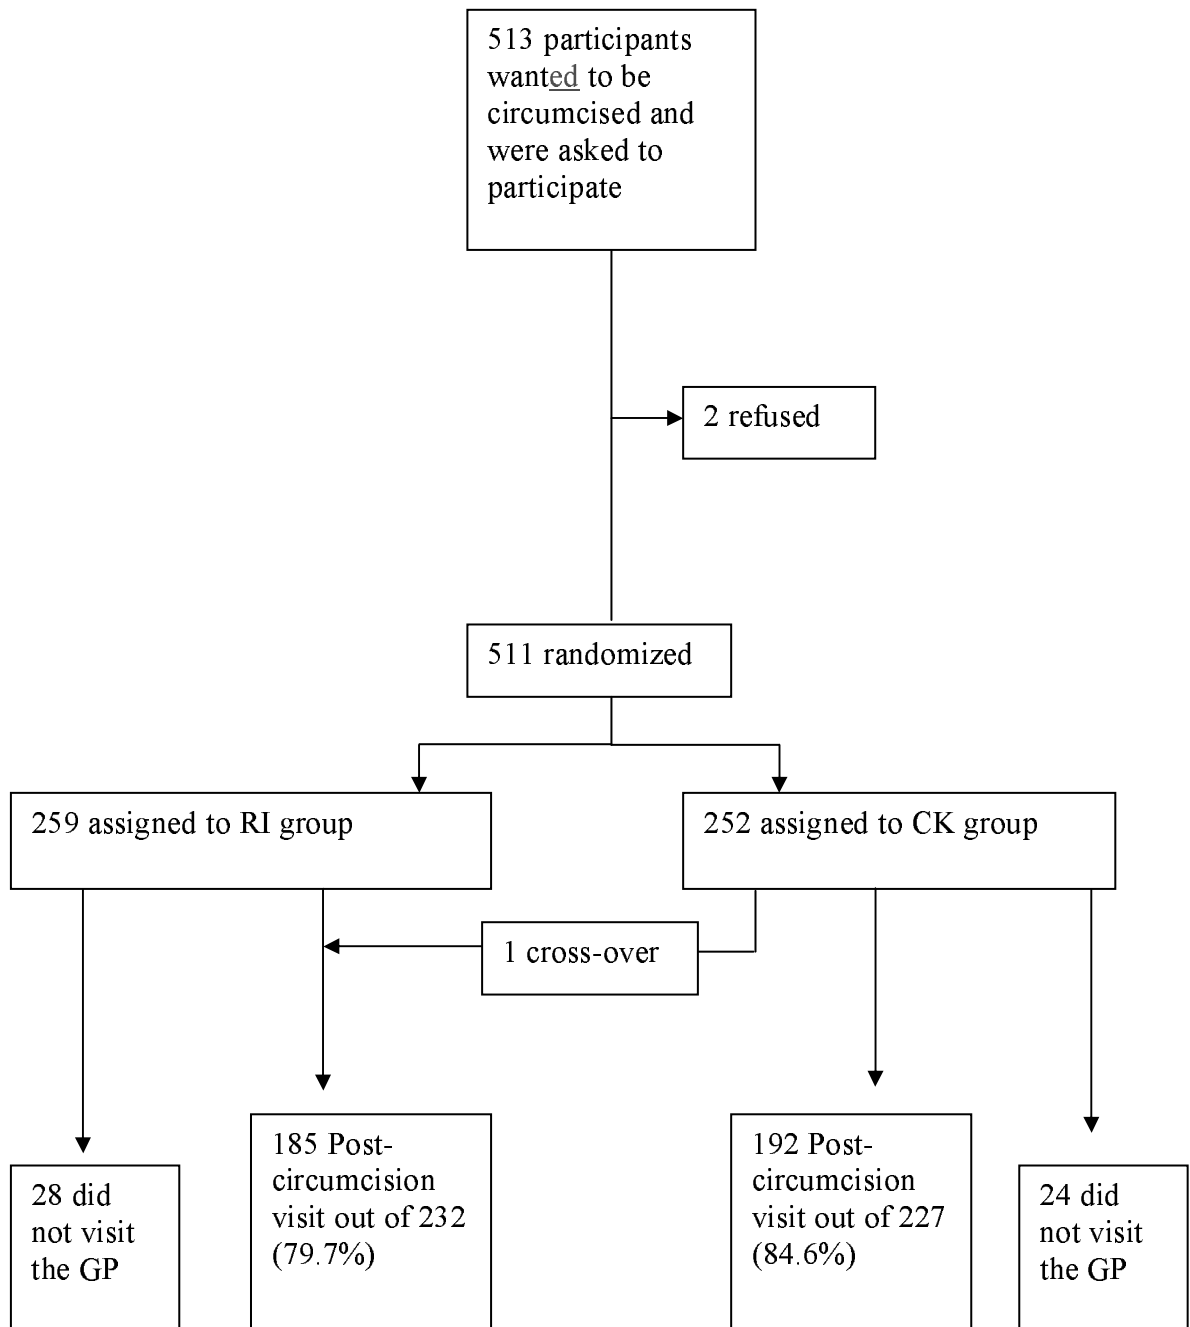 513 participants
wanted to be
circumcised and
were asked to
participate
2 refused
511 randomized
259 assigned to RI group
252 assigned to CK group
1 cross-over
28 did
not visit
the GP
185 Post-
circumcision
visit out of 232
(79.7%)
192 Post-
circumcision
visit out of 227
(84.6%)
24 did
not visit
the GP